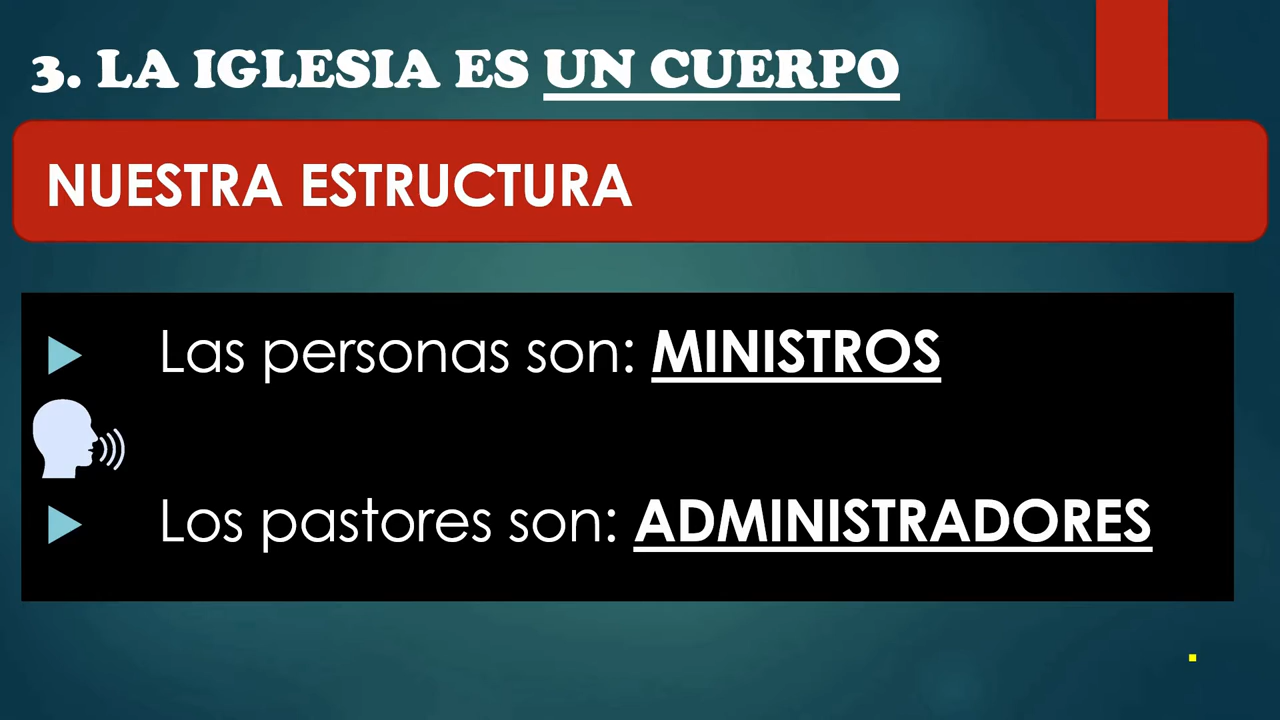 3. LA IGLESIA ES UN CUERPO
NUESTRA ESTRUCTURA
Las personas son: MINISTROS
Los pastores son: ADMINISTRADORES